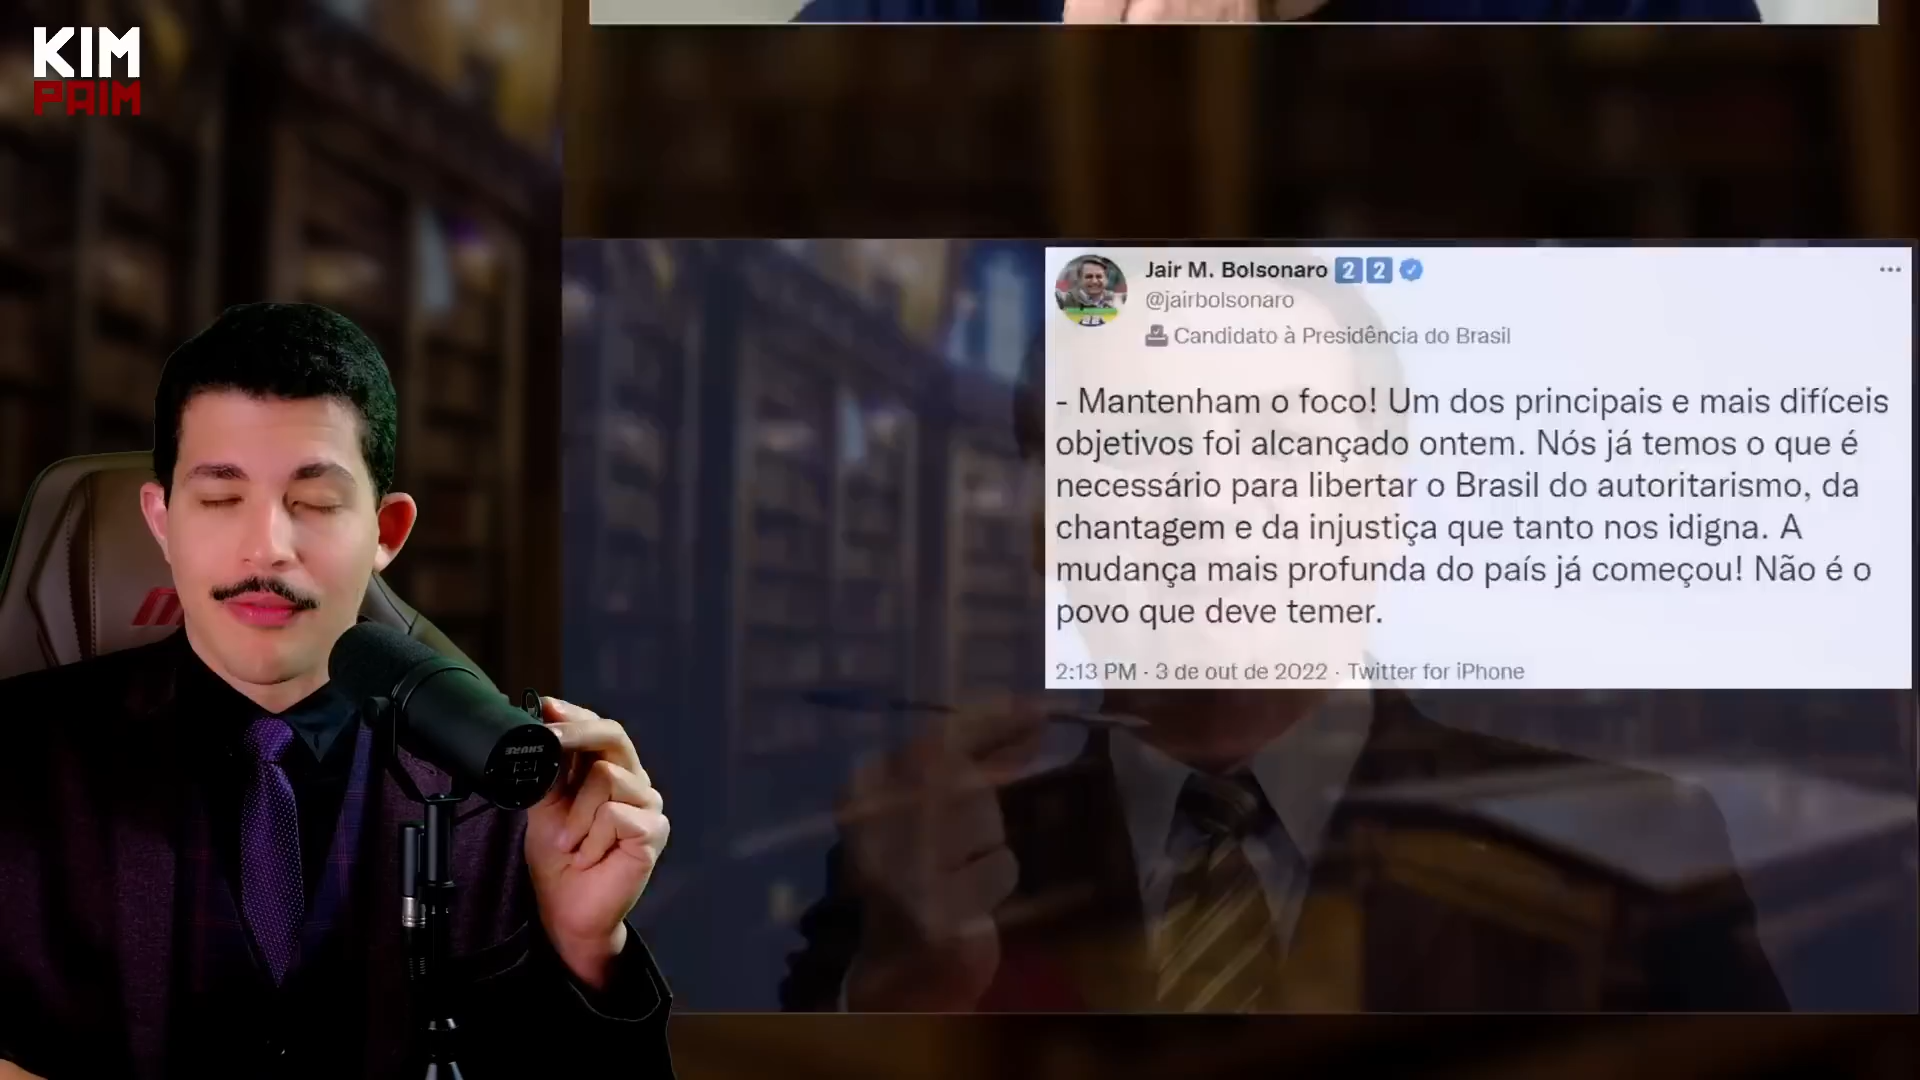 KIM
PAIM
Jair M. Bolsonaro 2 2
@jairbolsonaro
Candidato à Presidência do Brasil
- Mantenham o foco! Um dos principais e mais difíceis
objetivos foi alcançado ontem. Nós já temos o que é
necessário para libertar o Brasil do autoritarismo, da
chantagem e da injustiça que tanto nos idigna. A
mudança mais profunda do país já começou! Não é o
povo que deve temer.
2:13 PM · 3 de out de 2022 · Twitter for iPhone
SHURE